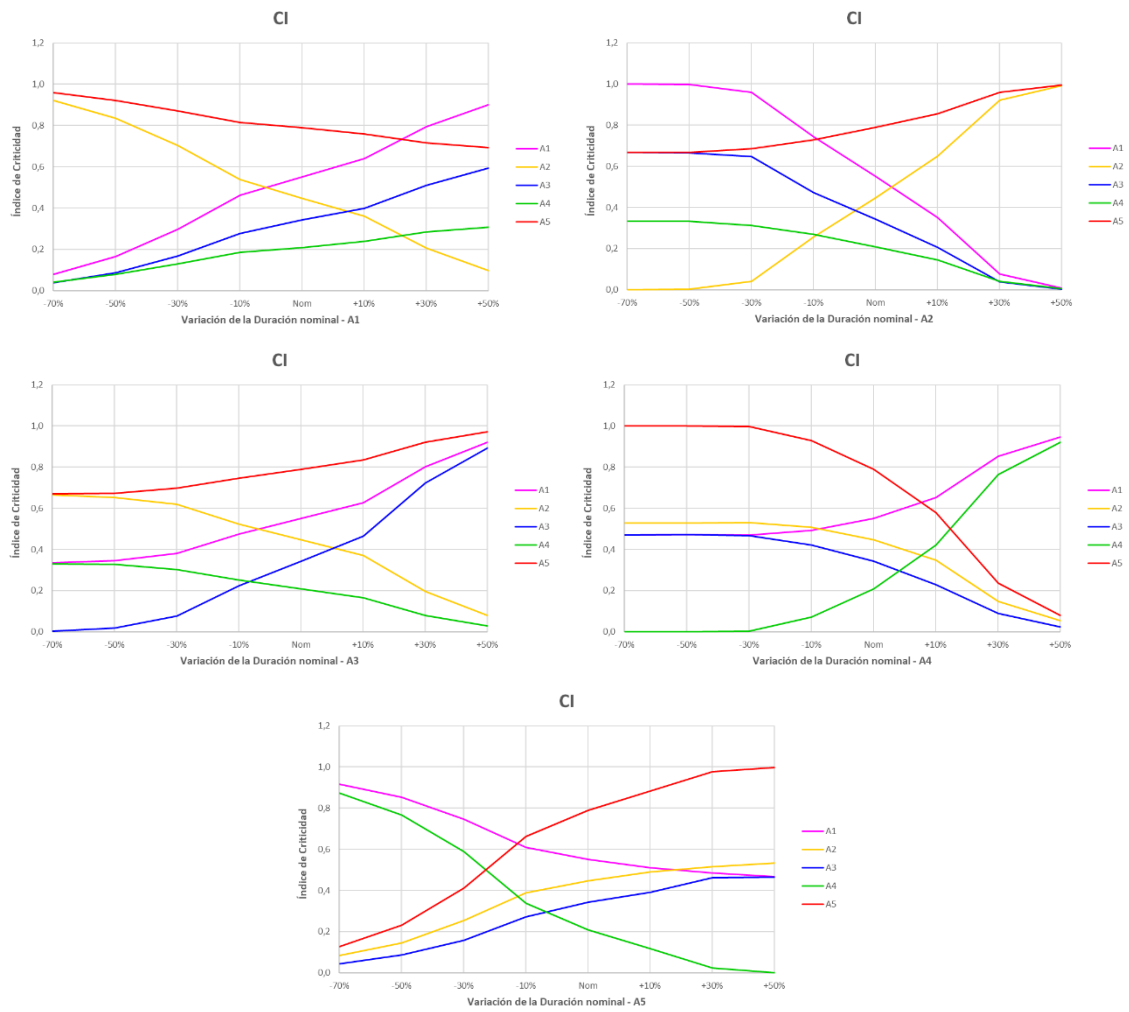 CI
1,2
1,0
0,8
0,6
0,4
0,2
0,0
Índice de Criticidad
-70% -50% -30% -10% Nom +10% +30% +50%
Variación de la Duración nominal - A1
A1
A2
A3
A4
A5
CI
1,2
1,0
0,8
0,6
0,4
0,2
0,0
Índice de Criticidad
-70% -50% -30% -10% Nom +10% +30% +50%
Variación de la Duración nominal - A2
A1
A2
A3
A4
A5
CI
1,2
1,0
0,8
0,6
0,4
0,2
0,0
Índice de Criticidad
-70% -50% -30% -10% Nom +10% +30% +50%
Variación de la Duración nominal - A3
A1
A2
A3
A4
A5
CI
1,2
1,0
0,8
0,6
0,4
0,2
0,0
Índice de Criticidad
-70% -50% -30% -10% Nom +10% +30% +50%
Variación de la Duración nominal - A4
A1
A2
A3
A4
A5
CI
1,2
1,0
0,8
0,6
0,4
0,2
0,0
Índice de Criticidad
-70% -50% -30% -10% Nom +10% +30% +50%
Variación de la Duración nominal - A5
A1
A2
A3
A4
A5